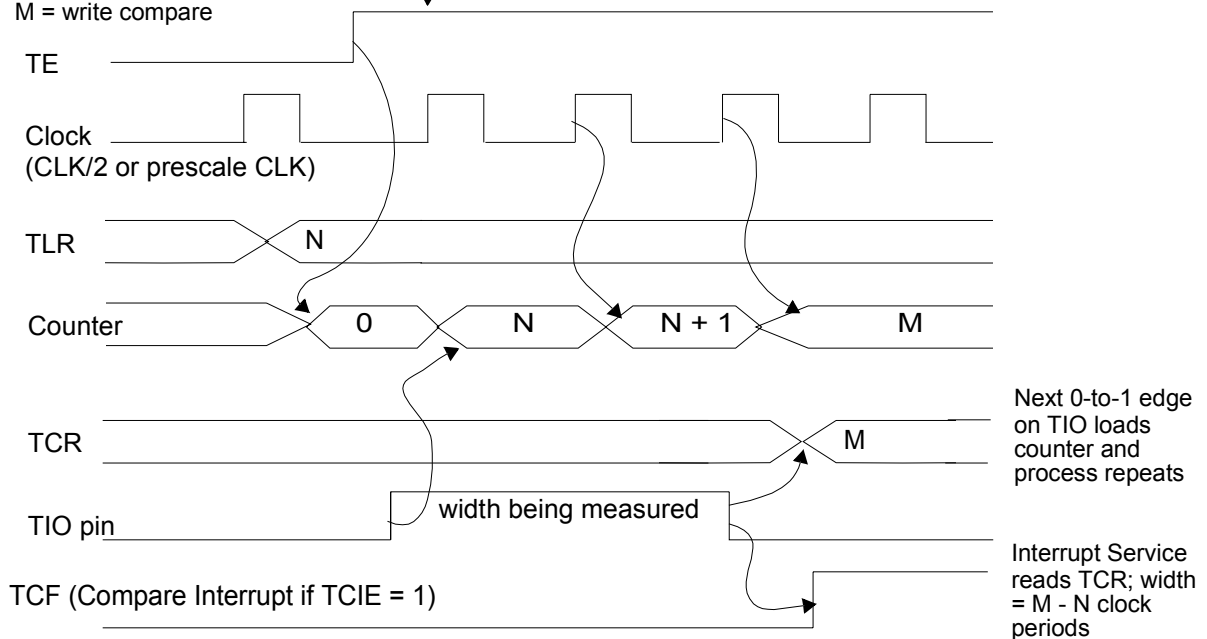 M = write compare
TE
Clock
(CLK/2 or prescale CLK)
TLR
N
Counter
0
N
N + 1
M
TCR
M
Next 0-to-1 edge
on TIO loads
counter and
process repeats
TIO pin
width being measured
TCF (Compare Interrupt if TCIE = 1)
Interrupt Service
reads TCR; width
= M - N clock
periods